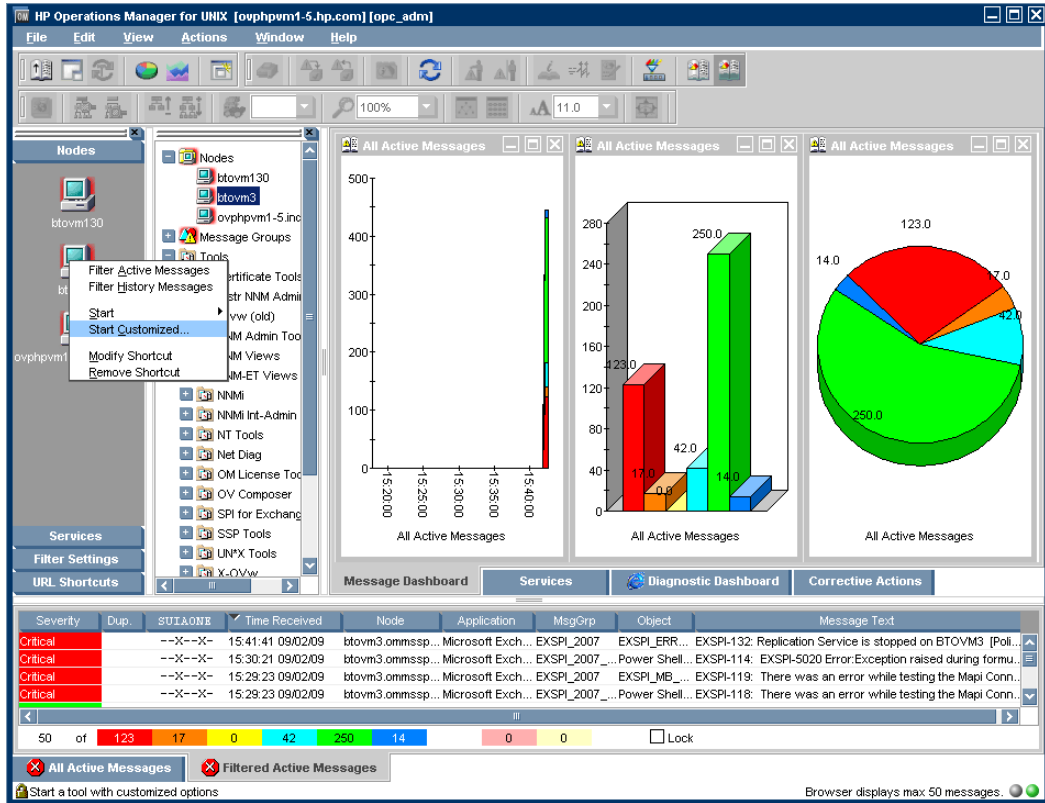 HP Operations Manager for UNIX [ovphpvm1-5.hp.com] [opc_adm]
File Edit View Actions Window Help
100% 11.0
Nodes
btovm130
ovphpvm1
Services
Filter Settings
URL Shortcuts
Filter Active Messages
Filter History Messages
Start
Start Customized...
Modify Shortcut
Remove Shortcut
Nodes
btovm130
btovm3
ovphpvm1-5.inc
Message Groups
Tools
ertificate Tools
str NNM Admi
vw (old)
NM Admin Too
NM Views
NM-ET Views
NNMi
NNMi Int-Admin
NT Tools
Net Diag
OM License Too
OV Composer
SPI for Exchang
SSP Tools
UN*X Tools
X-OVw
All Active Messages
500
400
300
200
100
0
15:20:00
15:25:00
15:30:00
15:35:00
15:40:00
All Active Messages
All Active Messages
280
240
200
160
120
80
40
0
123.0
17.0
0.0
42.0
250.0
14.0
All Active Messages
All Active Messages
123.0
14.0
17.0
42.0
250.0
All Active Messages
Message Dashboard Services Diagnostic Dashboard Corrective Actions
Severity Dup. SUIAONE Time Received Node Application MsgGrp Object Message Text
Critical --X--X- 15:41:41 09/02/09 btovm3.ommssp... Microsoft Exch... EXSPI_2007 EXSPI_ERR... EXSPI-132: Replication Service is stopped on BTOVM3 [Poli...
Critical --X--X- 15:30:21 09/02/09 btovm3.ommssp... Microsoft Exch... EXSPI_2007_... Power Shell... EXSPI-114: EXSPI-5020 Error:Exception raised during formu...
Critical --X--X- 15:29:23 09/02/09 btovm3.ommssp... Microsoft Exch... EXSPI_2007 EXSPI_MB_... EXSPI-119: There was an error while testing the Mapi Conn...
Critical --X--X- 15:29:23 09/02/09 btovm3.ommssp... Microsoft Exch... EXSPI_2007_... Power Shell... EXSPI-118: There was an error while testing the Mapi Conn...
50 of 123 17 0 42 250 14 0 0 Lock
All Active Messages Filtered Active Messages
Start a tool with customized options Browser displays max 50 messages.